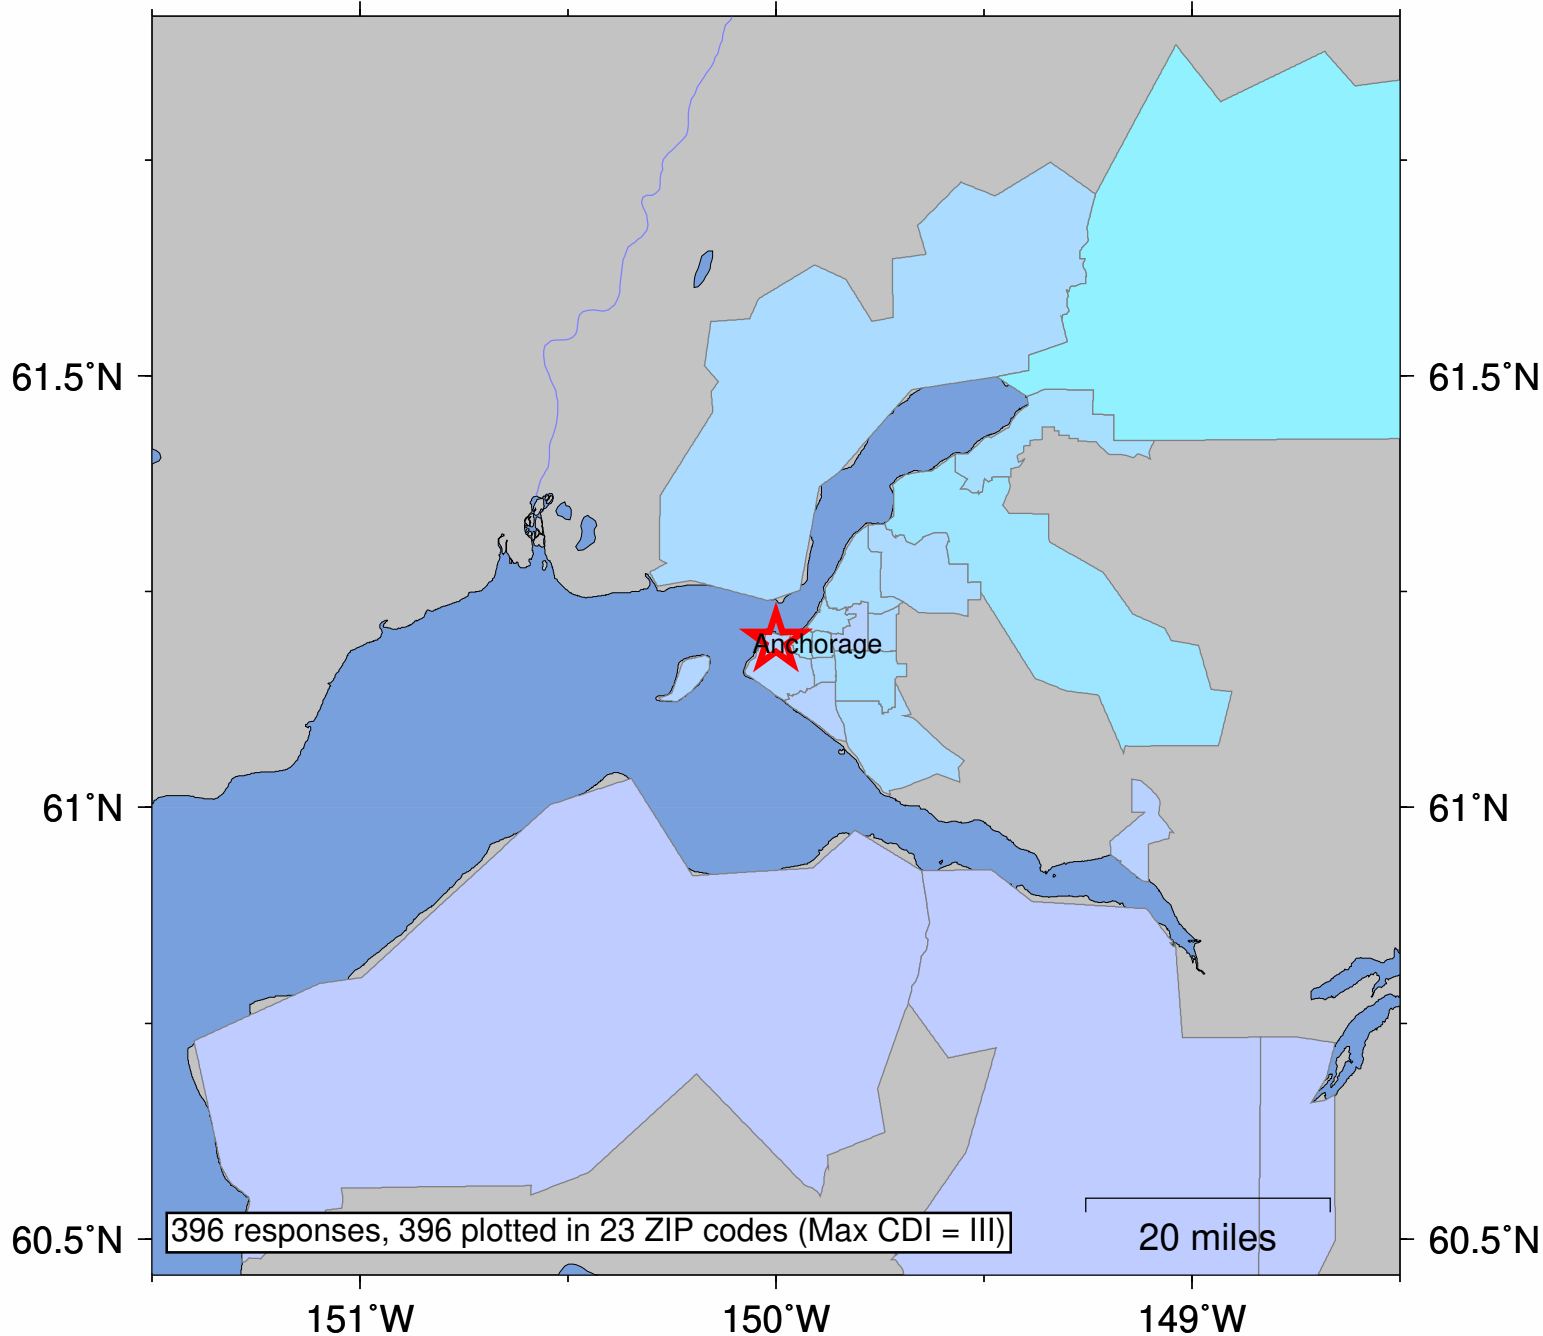 61.5˚N
61.5˚N
Anchorage
61˚N
61˚N
396 responses, 396 plotted in 23 ZIP codes (Max CDI = III)
20 miles
60.5˚N
60.5˚N
151˚W
150˚W
149˚W